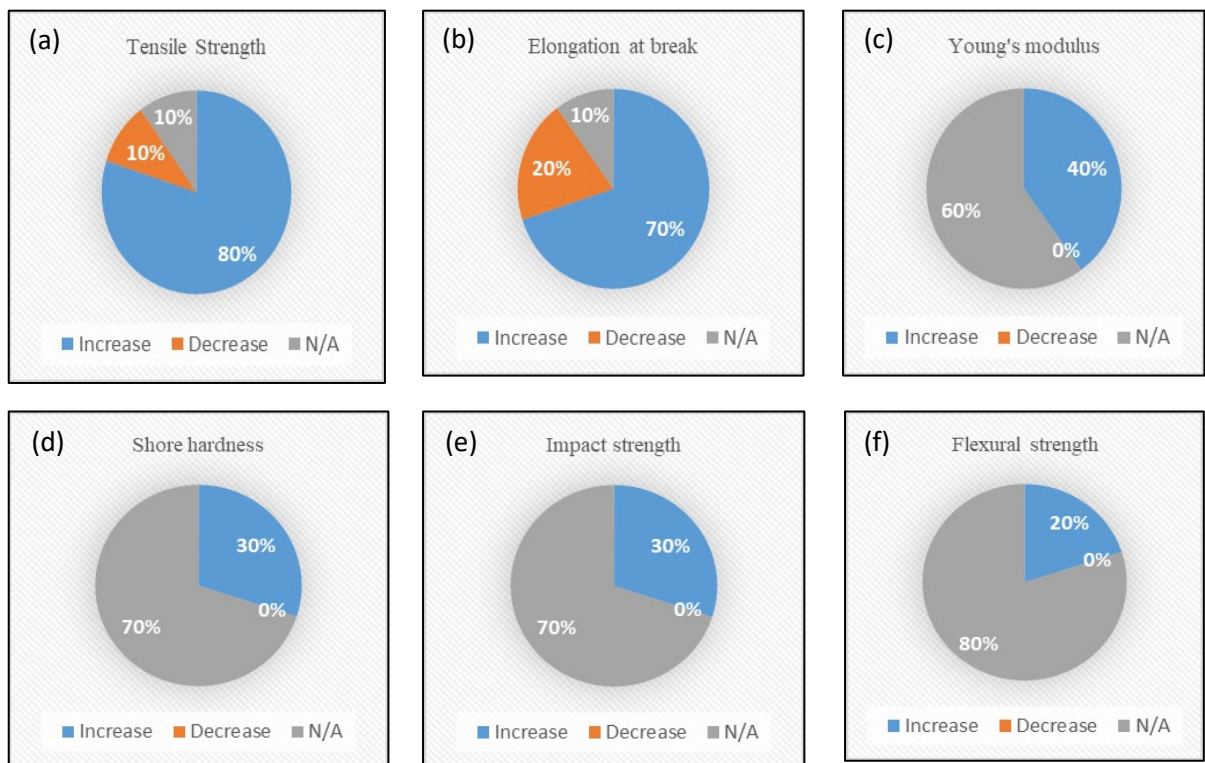 (a)
Tensile Strength
10%
10%
80%
Increase Decrease N/A
(b)
Elongation at break
10%
20%
70%
Increase Decrease N/A
(c)
Young's modulus
40%
60%
0%
Increase Decrease N/A
(d)
Shore hardness
30%
0%
70%
Increase Decrease N/A
(e)
Impact strength
30%
0%
70%
Increase Decrease N/A
(f)
Flexural strength
20%
0%
80%
Increase Decrease N/A